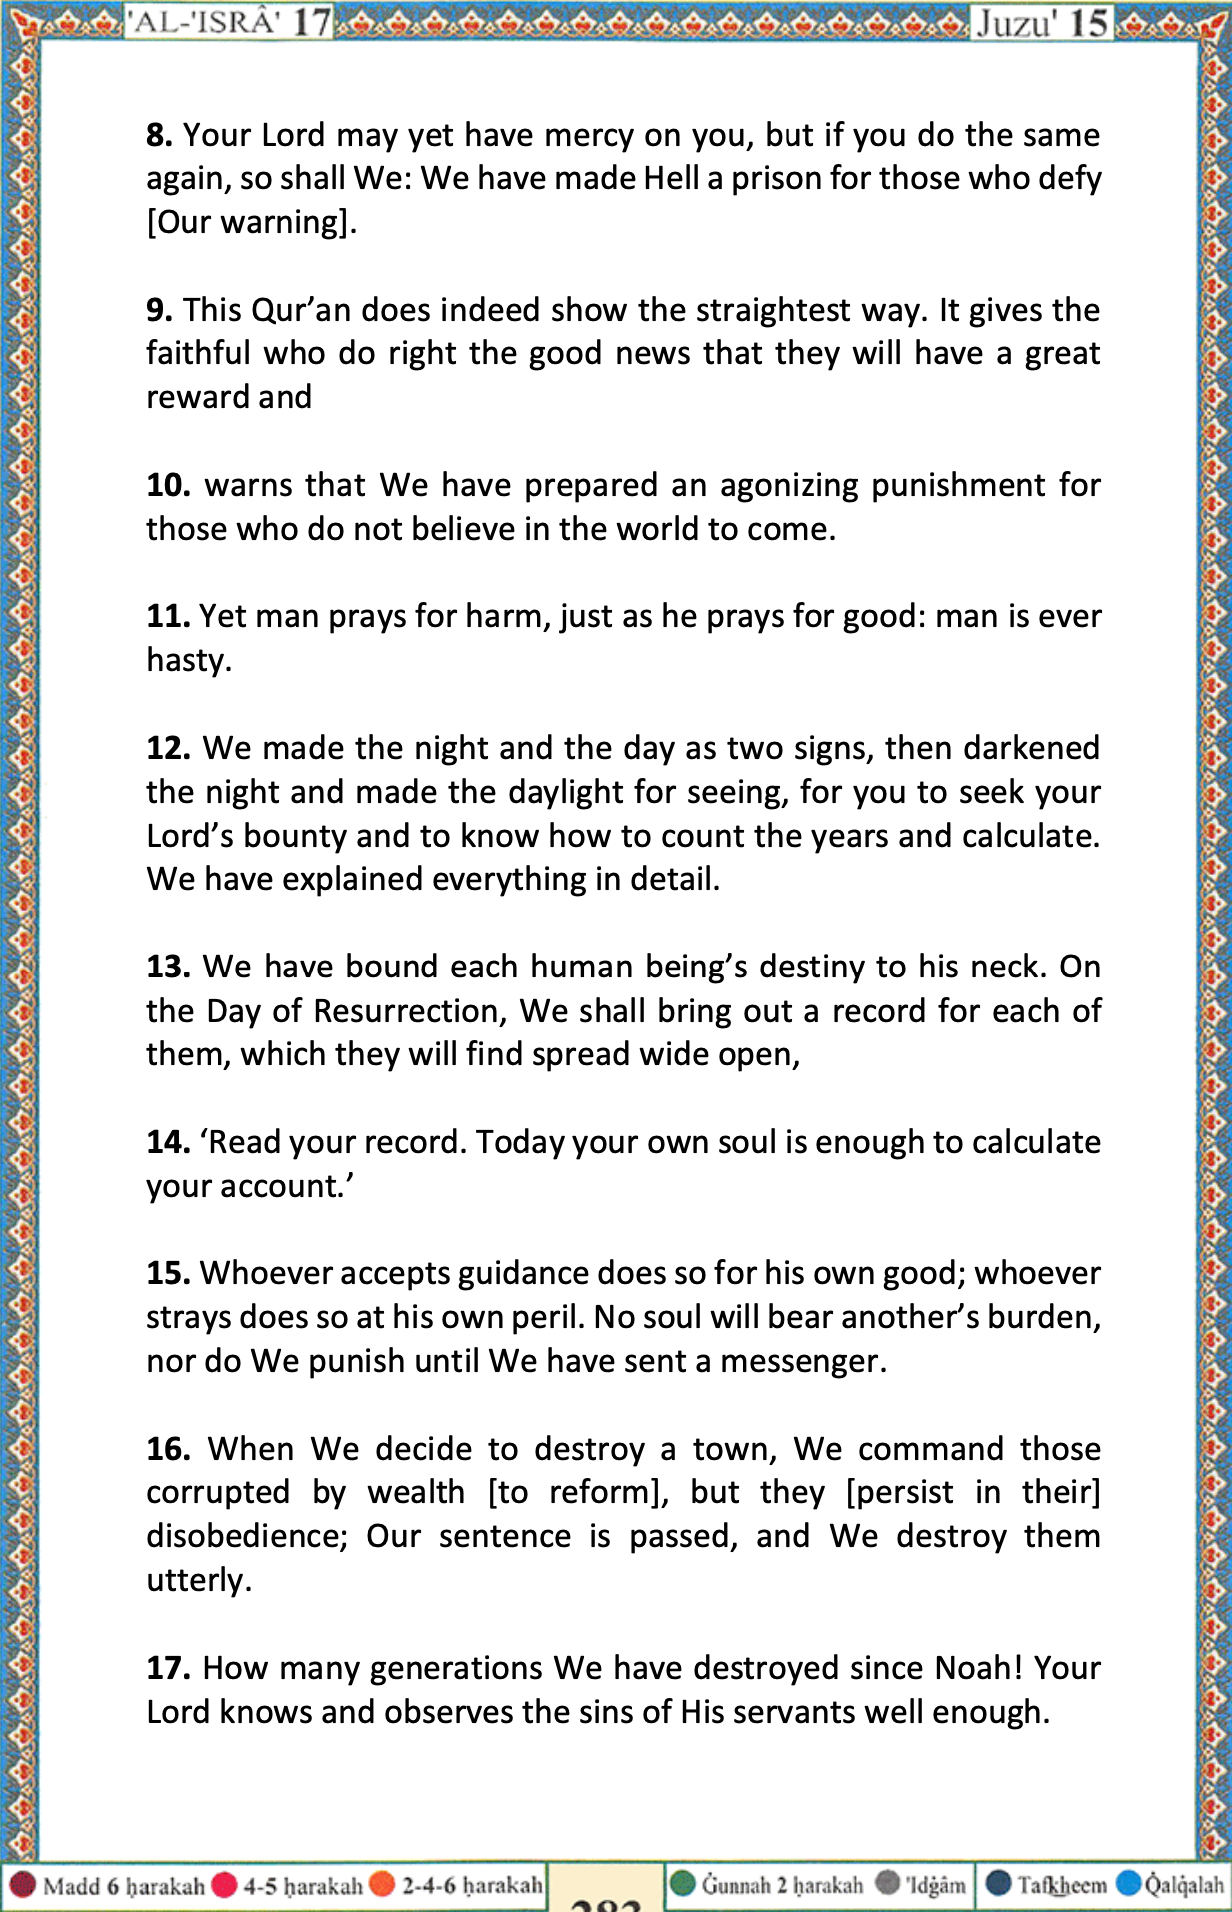 'AL-'ISRÂ' 17 Juzu' 15
8. Your Lord may yet have mercy on you, but if you do the same
again, so shall We: We have made Hell a prison for those who defy
[Our warning].
9. This Qur’an does indeed show the straightest way. It gives the
faithful who do right the good news that they will have a great
reward and
10. warns that We have prepared an agonizing punishment for
those who do not believe in the world to come.
11. Yet man prays for harm, just as he prays for good: man is ever
hasty.
12. We made the night and the day as two signs, then darkened
the night and made the daylight for seeing, for you to seek your
Lord’s bounty and to know how to count the years and calculate.
We have explained everything in detail.
13. We have bound each human being’s destiny to his neck. On
the Day of Resurrection, We shall bring out a record for each of
them, which they will find spread wide open,
14. ‘Read your record. Today your own soul is enough to calculate
your account.’
15. Whoever accepts guidance does so for his own good; whoever
strays does so at his own peril. No soul will bear another’s burden,
nor do We punish until We have sent a messenger.
16. When We decide to destroy a town, We command those
corrupted by wealth [to reform], but they [persist in their]
disobedience; Our sentence is passed, and We destroy them
utterly.
17. How many generations We have destroyed since Noah! Your
Lord knows and observes the sins of His servants well enough.
Madd 6 ḥarakah 4-5 ḥarakah 2-4-6 ḥarakah 283 Ġunnah 2 ḥarakah 'Idġâm Tafk͟heem Q̇alq̇alah